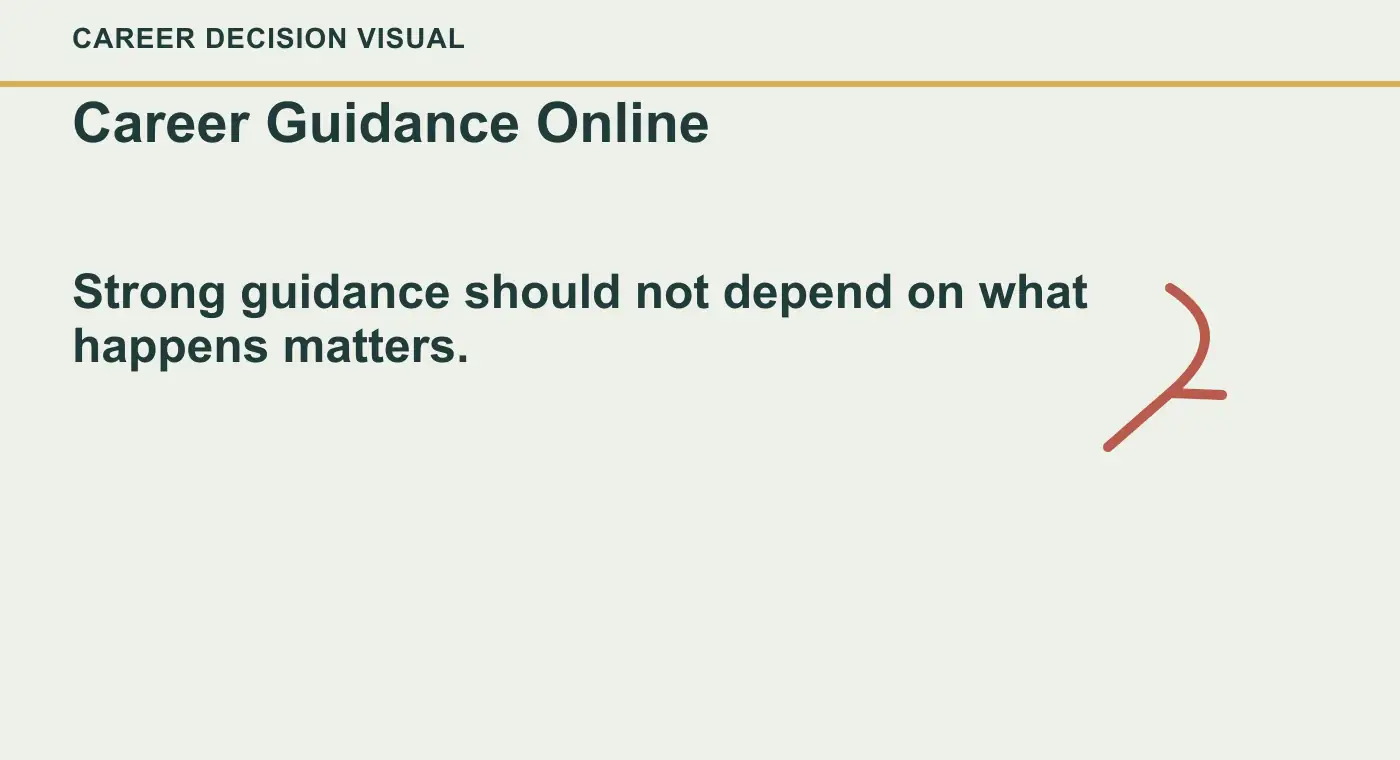 CAREER DECISION VISUAL
Career Guidance Online
Strong guidance should not depend on what
happens matters.